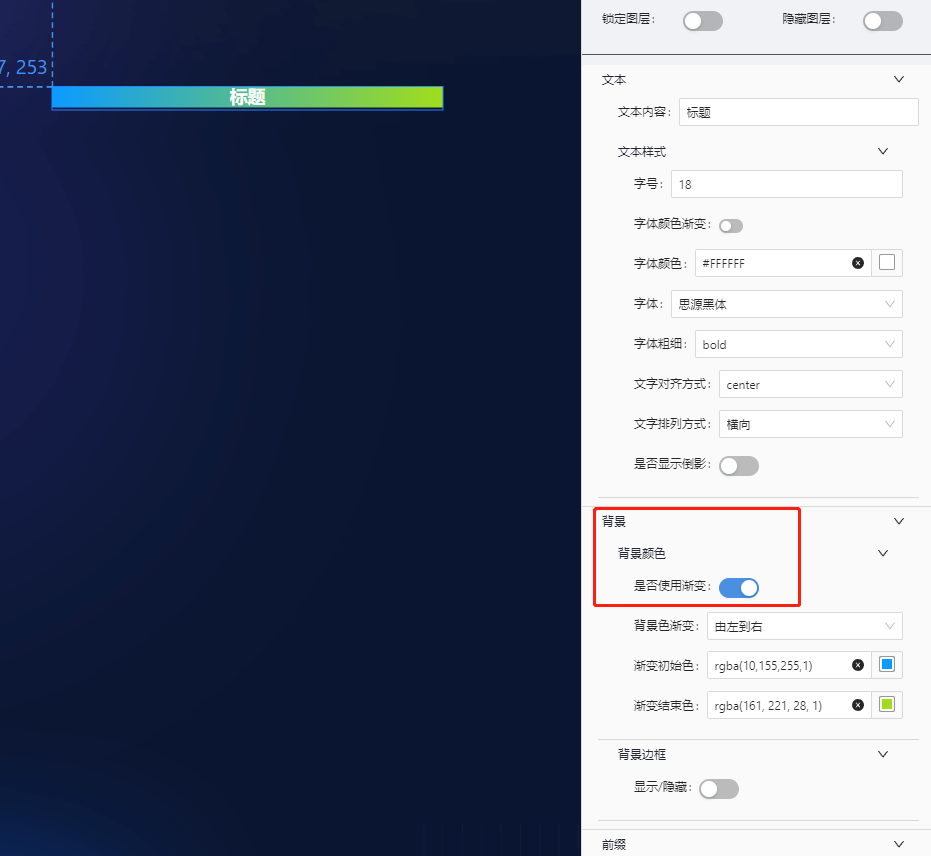 锁定图层： 隐藏图层：
7, 253
标题
文本
文本内容： 标题
文本样式
字号： 18
字体颜色渐变：
字体颜色： #FFFFFF
字体： 思源黑体
字体粗细： bold
文字对齐方式： center
文字排列方式： 横向
是否显示倒影：
背景
背景颜色
是否使用渐变：
背景色渐变： 由左到右
渐变初始色： rgba(10,155,255,1)
渐变结束色： rgba(161, 221, 28, 1)
背景边框
显示/隐藏：
前缀